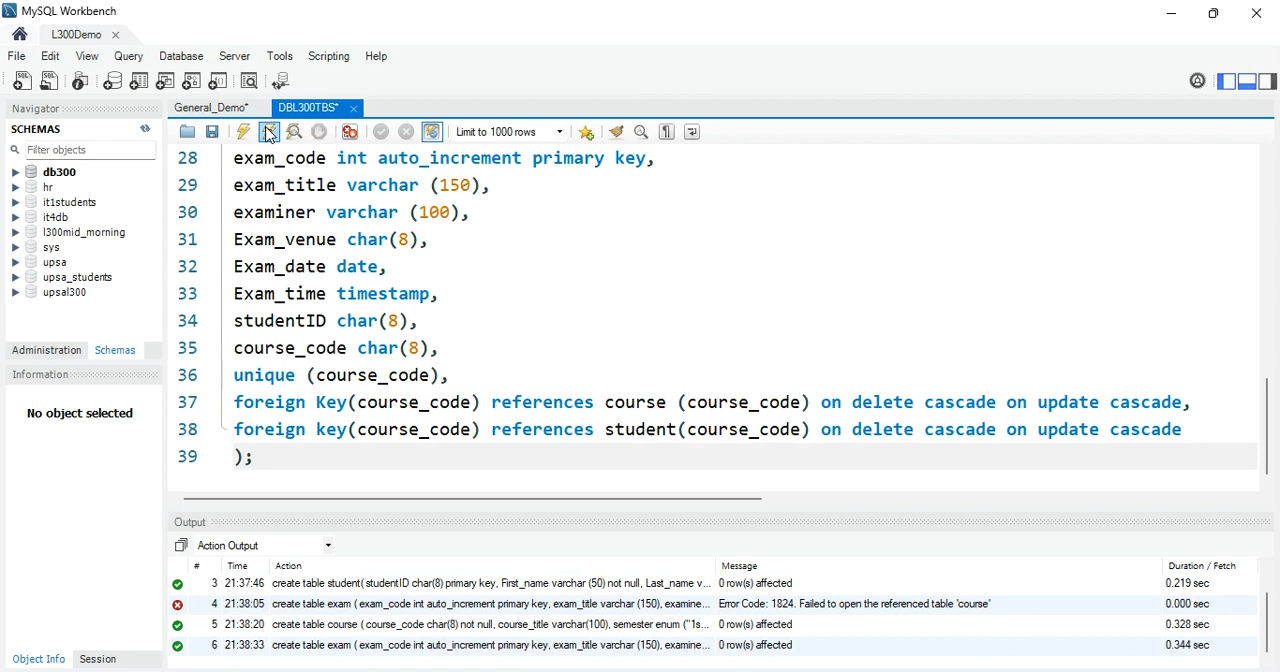 MySQL Workbench
L300Demo
File Edit View Query Database Server Tools Scripting Help
Navigator
SCHEMAS
Filter objects
db300
hr
it1students
it4db
l300mid_morning
sys
upsa
upsa_students
upsal300
Administration Schemas
Information
No object selected
Object Info Session
General_Demo* DBL300TBS*
Limit to 1000 rows
28 exam_code int auto_increment primary key,
29 exam_title varchar (150),
30 examiner varchar (100),
31 Exam_venue char(8),
32 Exam_date date,
33 Exam_time timestamp,
34 studentID char(8),
35 course_code char(8),
36 unique (course_code),
37 foreign Key(course_code) references course (course_code) on delete cascade on update cascade,
38 foreign key(course_code) references student(course_code) on delete cascade on update cascade
39 );
Output
Action Output
# Time Action Message Duration / Fetch
3 21:37:46 create table student( studentID char(8) primary key, First_name varchar (50) not null, Last_name v... 0 row(s) affected 0.219 sec
4 21:38:05 create table exam ( exam_code int auto_increment primary key, exam_title varchar (150), examine... Error Code: 1824. Failed to open the referenced table 'course' 0.000 sec
5 21:38:20 create table course ( course_code char(8) not null, course_title varchar(100), semester enum ("1s... 0 row(s) affected 0.328 sec
6 21:38:33 create table exam ( exam_code int auto_increment primary key, exam_title varchar (150), examine... 0 row(s) affected 0.344 sec